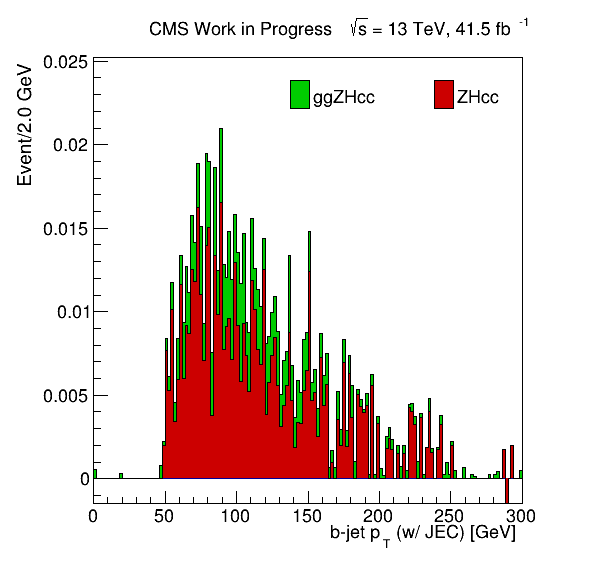 CMS Work in Progress √s = 13 TeV, 41.5 fb⁻¹
Event/2.0 GeV
0.025
ggZHcc ZHcc
0.02
0.015
0.01
0.005
0
0 50 100 150 200 250 300
b-jet p_T (w/ JEC) [GeV]